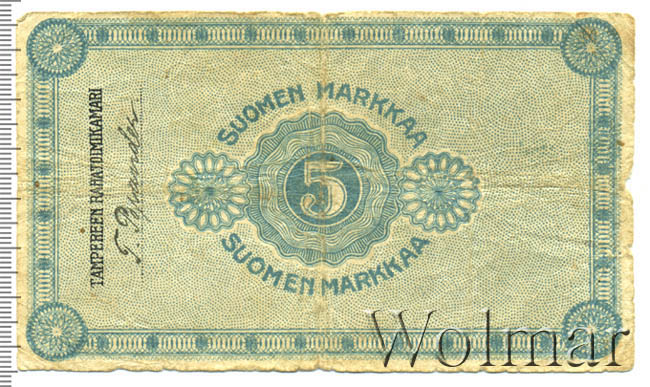 SUOMEN MARKKAA
5
SUOMEN MARKKAA
TAMPEREEN RAHATOIMIKAMARI
Wolmar